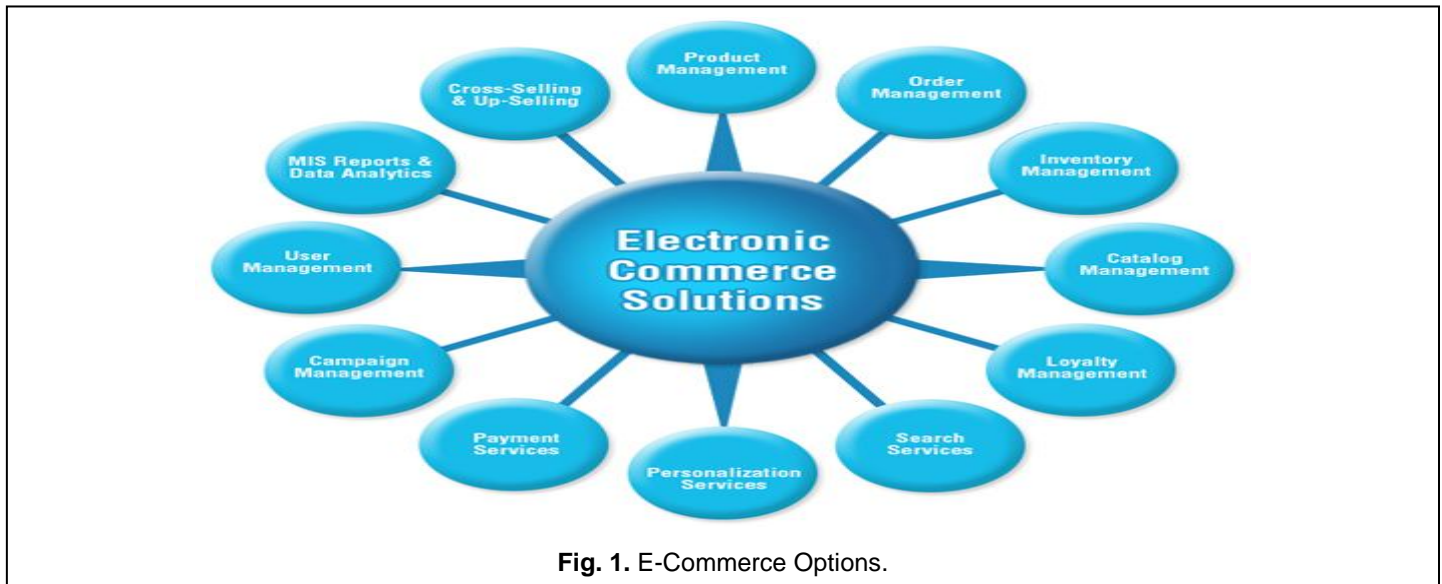 Product
Management
Order
Management
Inventory
Management
Catalog
Management
Loyalty
Management
Search
Services
Personalization
Services
Payment
Services
Campaign
Management
User
Management
MIS Reports &
Data Analytics
Cross-Selling
& Up-Selling
Electronic
Commerce
Solutions
Fig. 1. E-Commerce Options.